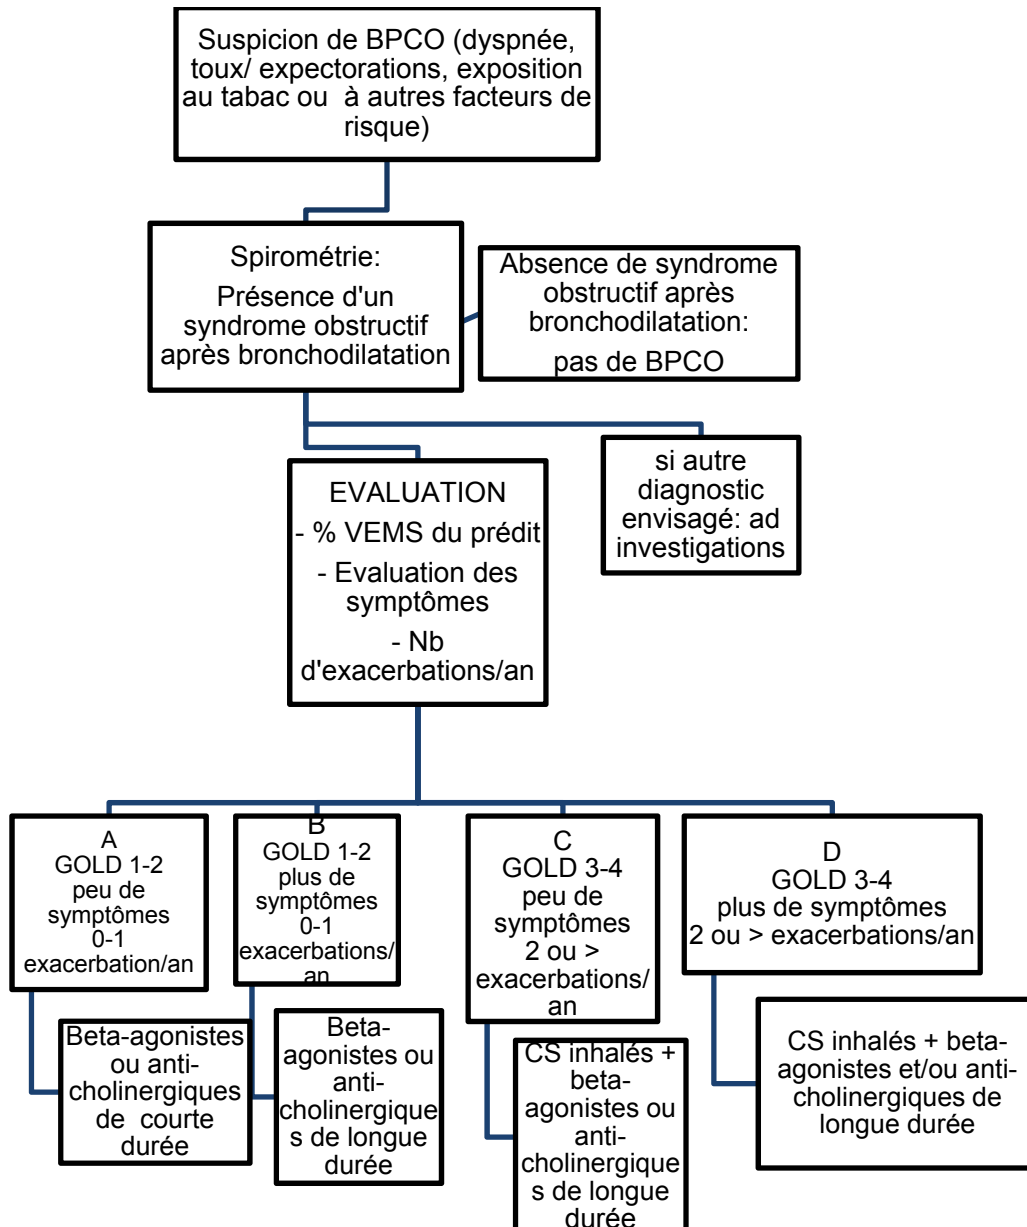 Suspicion de BPCO (dyspnée,
toux/ expectorations, exposition
au tabac ou  à autres facteurs de
risque)
Spirométrie:
Présence d'un
syndrome obstructif
après bronchodilatation
Absence de syndrome
obstructif après
bronchodilatation:
pas de BPCO
si autre
diagnostic
envisagé: ad
investigations
EVALUATION
- % VEMS du prédit
- Evaluation des
symptômes
- Nb
d'exacerbations/an
A
GOLD 1-2
peu de
symptômes
0-1
exacerbation/an
B
GOLD 1-2
plus de
symptômes
0-1
exacerbations/
an
C
GOLD 3-4
peu de
symptômes
2 ou >
exacerbations/
an
D
GOLD 3-4
plus de symptômes
2 ou > exacerbations/an
Beta-agonistes
ou anti-
cholinergiques
de  courte
durée
Beta-
agonistes ou
anti-
cholinergique
s de longue
durée
CS inhalés +
beta-
agonistes ou
anti-
cholinergique
s de longue
durée
CS inhalés + beta-
agonistes et/ou anti-
cholinergiques de
longue durée